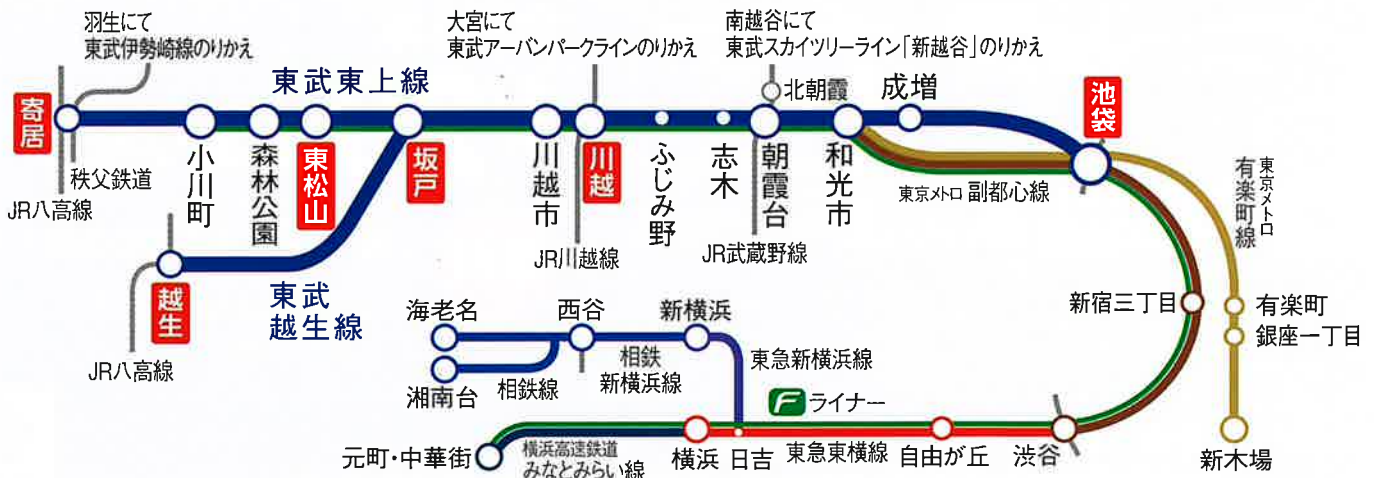 羽生にて
東武伊勢崎線のりかえ
大宮にて
東武アーバンパークラインのりかえ
南越谷にて
東武スカイツリーライン「新越谷」のりかえ
東武東上線
北朝霞
成増
池袋
寄居
秩父鉄道
JR八高線
小川町
森林公園
東松山
坂戸
川越市
川越
ふじみ野
志木
朝霞台
和光市
東京メトロ 副都心線
東京メトロ
有楽町線
JR川越線
JR武蔵野線
越生
東武
越生線
JR八高線
海老名
西谷
新横浜
新宿三丁目
有楽町
銀座一丁目
湘南台
相鉄線
相鉄
新横浜線
東急新横浜線
F ライナー
元町・中華街
横浜高速鉄道
みなとみらい線
横浜
日吉
東急東横線
自由が丘
渋谷
新木場